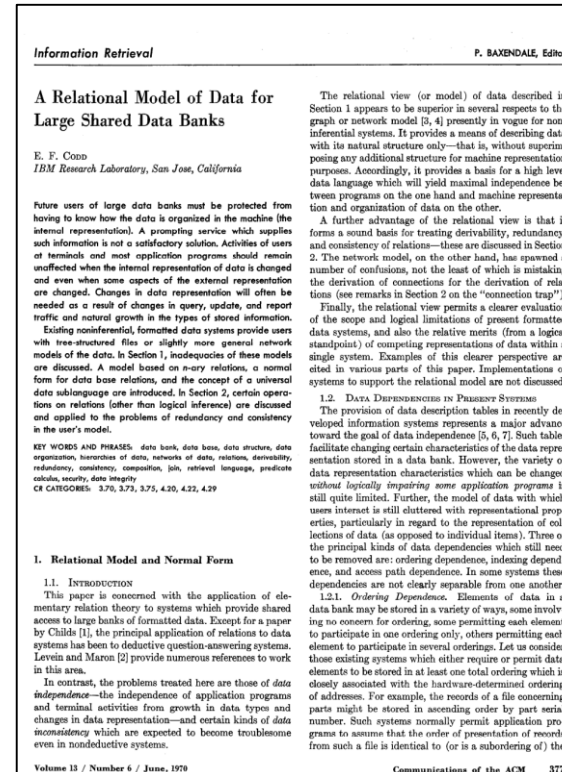 Information Retrieval
P. BAXENDALE, Edito
A Relational Model of Data for
Large Shared Data Banks
E. F. CODD
IBM Research Laboratory, San Jose, California
Future users of large data banks must be protected from
having to know how the data is organized in the machine (the
internal representation). A prompting service which supplies
such information is not a satisfactory solution. Activities of users
at terminals and most application programs should remain
unaffected when the internal representation of data is changed
and even when some aspects of the external representation
are changed. Changes in data representation will often be
needed as a result of changes in query, update, and report
traffic and natural growth in the types of stored information.
Existing noninferential, formatted data systems provide users
with tree-structured files or slightly more general network
models of the data. In Section 1, inadequacies of these models
are discussed. A model based on n-ary relations, a normal
form for data base relations, and the concept of a universal
data sublanguage are introduced. In Section 2, certain opera-
tions on relations (other than logical inference) are discussed
and applied to the problems of redundancy and consistency
in the user's model.
KEY WORDS AND PHRASES: data bank, data base, data structure, data
organization, hierarchies of data, networks of data, relations, derivability,
redundancy, consistency, composition, join, retrieval language, predicate
calculus, security, data integrity
CR CATEGORIES: 3.70, 3.73, 3.75, 4.20, 4.22, 4.29
1. Relational Model and Normal Form
1.1. INTRODUCTION
This paper is concerned with the application of ele-
mentary relation theory to systems which provide shared
access to large banks of formatted data. Except for a paper
by Childs [1], the principal application of relations to data
systems has been to deductive question-answering systems.
Levein and Maron [2] provide numerous references to work
in this area.
In contrast, the problems treated here are those of data
independence—the independence of application programs
and terminal activities from growth in data types and
changes in data representation—and certain kinds of data
inconsistency which are expected to become troublesome
even in nondeductive systems.
Volume 13 / Number 6 / June, 1970
The relational view (or model) of data described i
Section 1 appears to be superior in several respects to th
graph or network model [3, 4] presently in vogue for non
inferential systems. It provides a means of describing data
with its natural structure only—that is, without superim
posing any additional structure for machine representation
purposes. Accordingly, it provides a basis for a high leve
data language which will yield maximal independence be
tween programs on the one hand and machine representa
tion and organization of data on the other.
A further advantage of the relational view is that i
forms a sound basis for treating derivability, redundancy
and consistency of relations—these are discussed in Section
2. The network model, on the other hand, has spawned
number of confusions, not the least of which is mistakin
the derivation of connections for the derivation of rela
tions (see remarks in Section 2 on the "connection trap"
Finally, the relational view permits a clearer evaluation
of the scope and logical limitations of present formatted
data systems, and also the relative merits (from a logica
standpoint) of competing representations of data within
single system. Examples of this clearer perspective ar
cited in various parts of this paper. Implementations o
systems to support the relational model are not discussed
1.2. DATA DEPENDENCIES IN PRESENT SYSTEMS
The provision of data description tables in recently de
veloped information systems represents a major advanc
toward the goal of data independence [5, 6, 7]. Such table
facilitate changing certain characteristics of the data repre
sentation stored in a data bank. However, the variety o
data representation characteristics which can be changed
without logically impairing some application programs i
still quite limited. Further, the model of data with which
users interact is still cluttered with representational prop
erties, particularly in regard to the representation of col
lections of data (as opposed to individual items). Three o
the principal kinds of data dependencies which still need
to be removed are: ordering dependence, indexing depend
ence, and access path dependence. In some systems these
dependencies are not clearly separable from one another
1.2.1. Ordering Dependence. Elements of data in
data bank may be stored in a variety of ways, some involv
ing no concern for ordering, some permitting each element
to participate in one ordering only, others permitting each
element to participate in several orderings. Let us consider
those existing systems which either require or permit data
elements to be stored in at least one total ordering which i
closely associated with the hardware-determined ordering
of addresses. For example, the records of a file concerning
parts might be stored in ascending order by part serial
number. Such systems normally permit application pro
grams to assume that the order of presentation of records
from such a file is identical to (or is a subordering of) the
Communications of the ACM 377